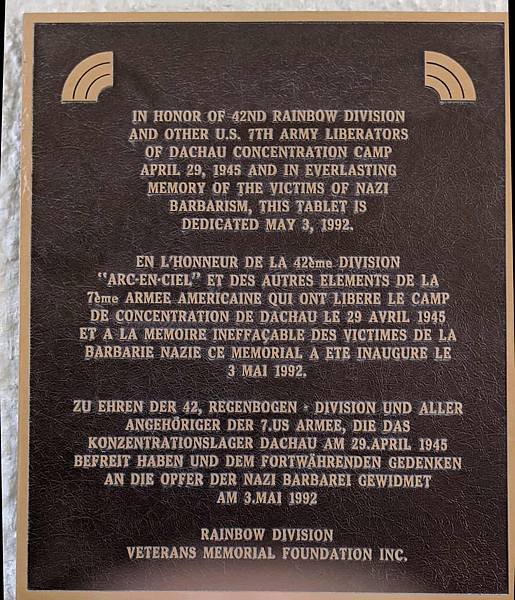 IN HONOR OF 42ND RAINBOW DIVISION
AND OTHER U.S. 7TH ARMY LIBERATORS
OF DACHAU CONCENTRATION CAMP
APRIL 29, 1945 AND IN EVERLASTING
MEMORY OF THE VICTIMS OF NAZI
BARBARISM, THIS TABLET IS
DEDICATED MAY 3, 1992.
EN L'HONNEUR DE LA 42ème DIVISION
"ARC-EN-CIEL" ET DES AUTRES ELEMENTS DE LA
7ème ARMEE AMERICAINE QUI ONT LIBERE LE CAMP
DE CONCENTRATION DE DACHAU LE 29 AVRIL 1945
ET A LA MEMOIRE INEFFAÇABLE DES VICTIMES DE LA
BARBARIE NAZIE CE MEMORIAL A ETE INAUGURE LE
3 MAI 1992.
ZU EHREN DER 42, REGENBOGEN - DIVISION UND ALLER
ANGEHÖRIGER DER 7.US ARMEE, DIE DAS
KONZENTRATIONSLAGER DACHAU AM 29.APRIL 1945
BEFREIT HABEN UND DEM FORTWÄHRENDEN GEDENKEN
AN DIE OPFER DER NAZI BARBAREI GEWIDMET
AM 3.MAI 1992
RAINBOW DIVISION
VETERANS MEMORIAL FOUNDATION INC.